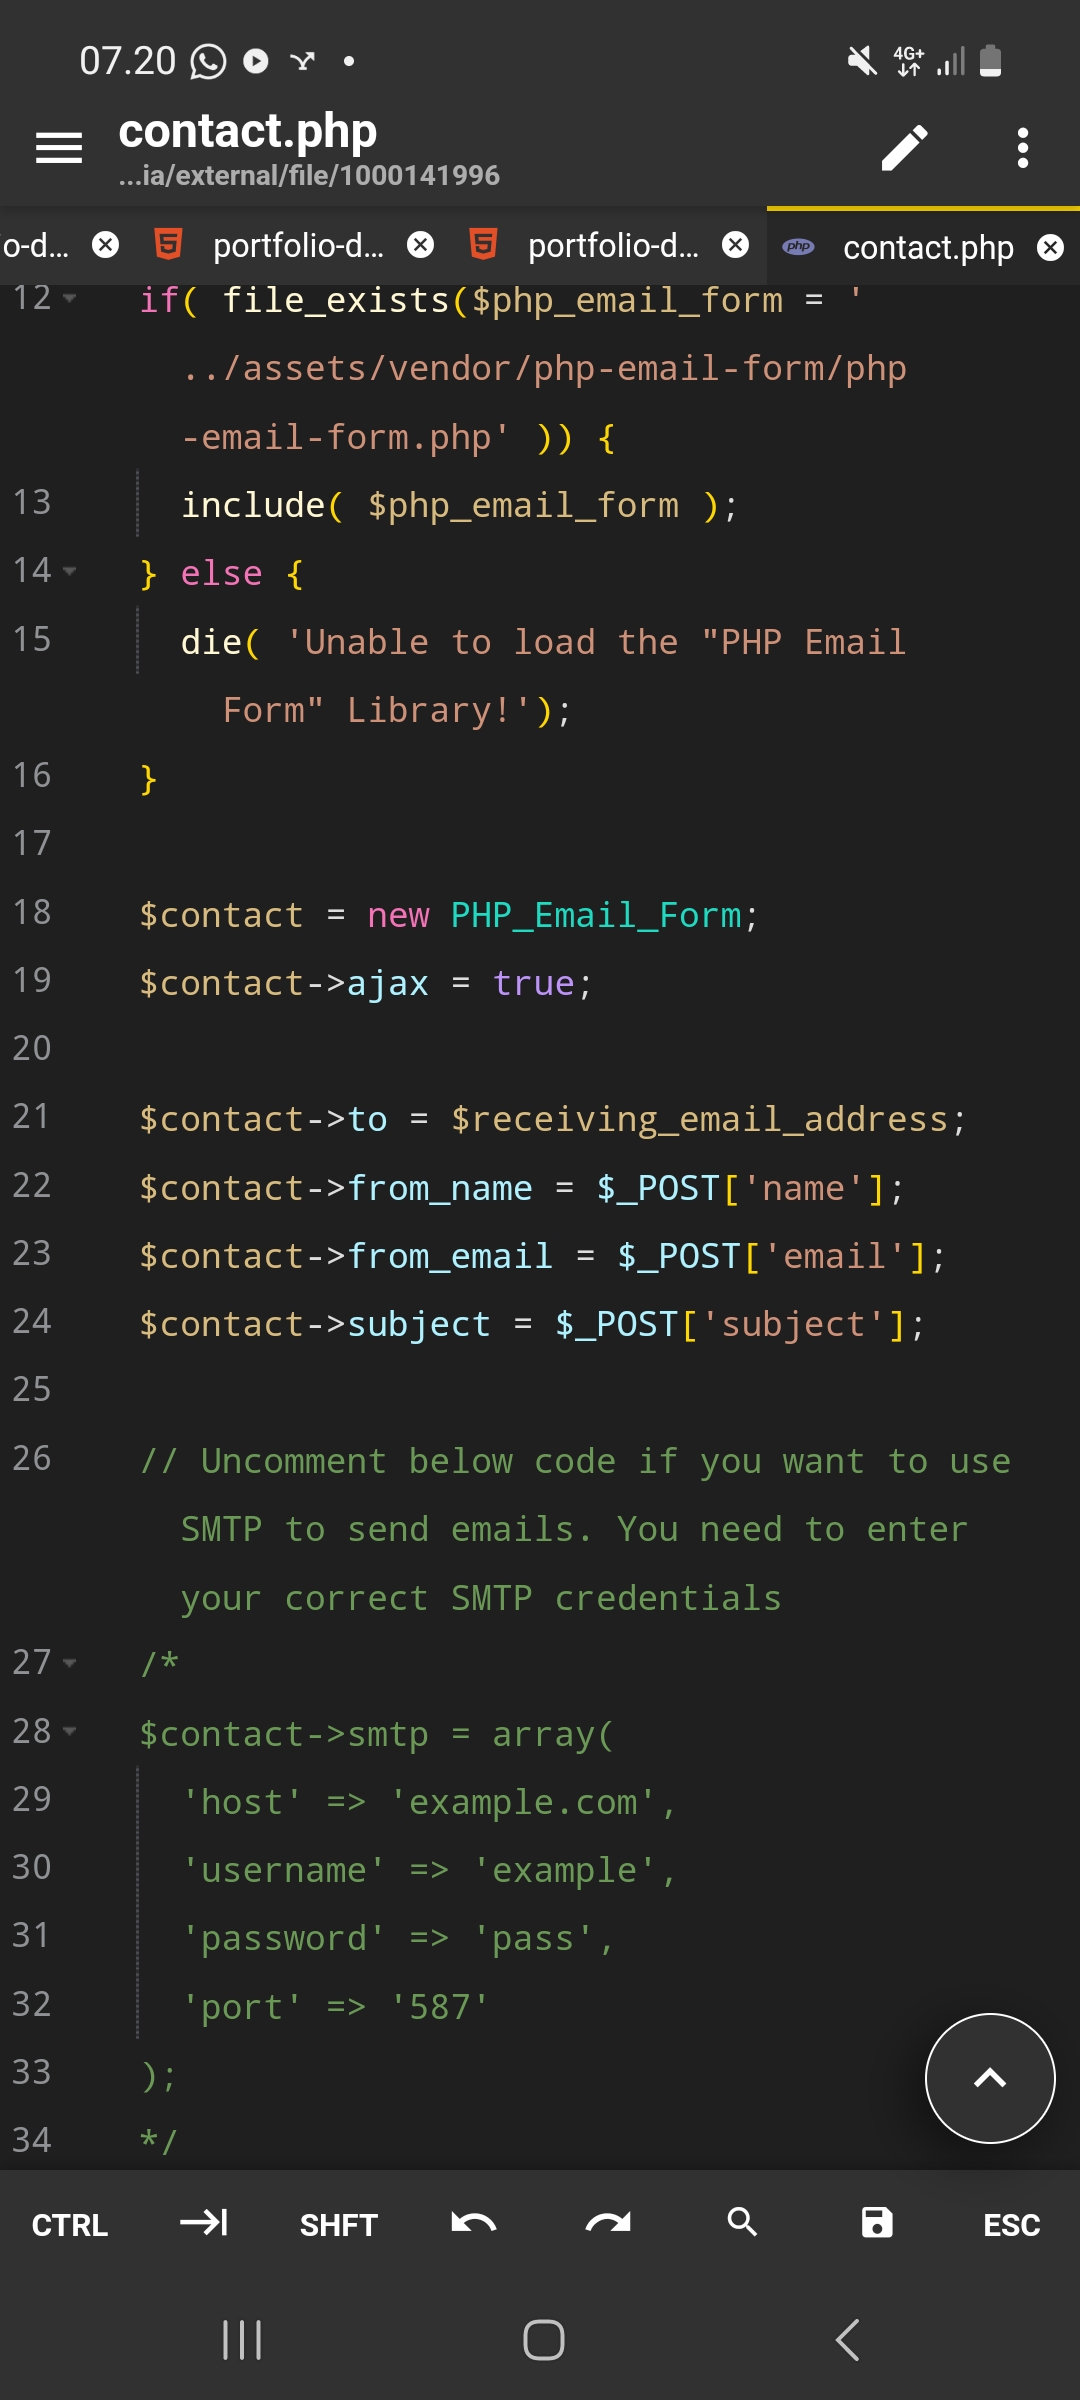 07.20
4G+
contact.php
...ia/external/file/1000141996
o-d...
portfolio-d...
portfolio-d...
php
contact.php
12 if( file_exists($php_email_form = '
../assets/vendor/php-email-form/php
-email-form.php' )) {
13 include( $php_email_form );
14 } else {
15 die( 'Unable to load the "PHP Email
Form" Library!');
16 }
17
18 $contact = new PHP_Email_Form;
19 $contact->ajax = true;
20
21 $contact->to = $receiving_email_address;
22 $contact->from_name = $_POST['name'];
23 $contact->from_email = $_POST['email'];
24 $contact->subject = $_POST['subject'];
25
26 // Uncomment below code if you want to use
SMTP to send emails. You need to enter
your correct SMTP credentials
27 /*
28 $contact->smtp = array(
29 'host' => 'example.com',
30 'username' => 'example',
31 'password' => 'pass',
32 'port' => '587'
33 );
34 */
CTRL SHFT ESC